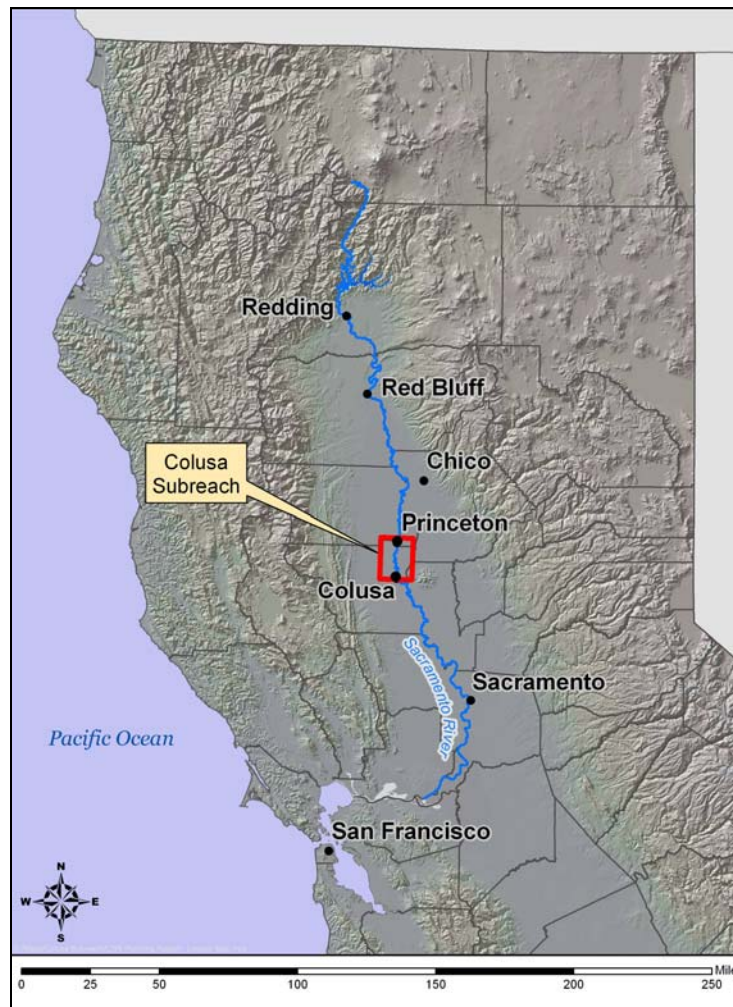 Redding
Red Bluff
Colusa
Subreach
Chico
Princeton
Colusa
Sacramento River
Sacramento
Pacific Ocean
San Francisco
N
W E
S
0 25 50 100 150 200 250